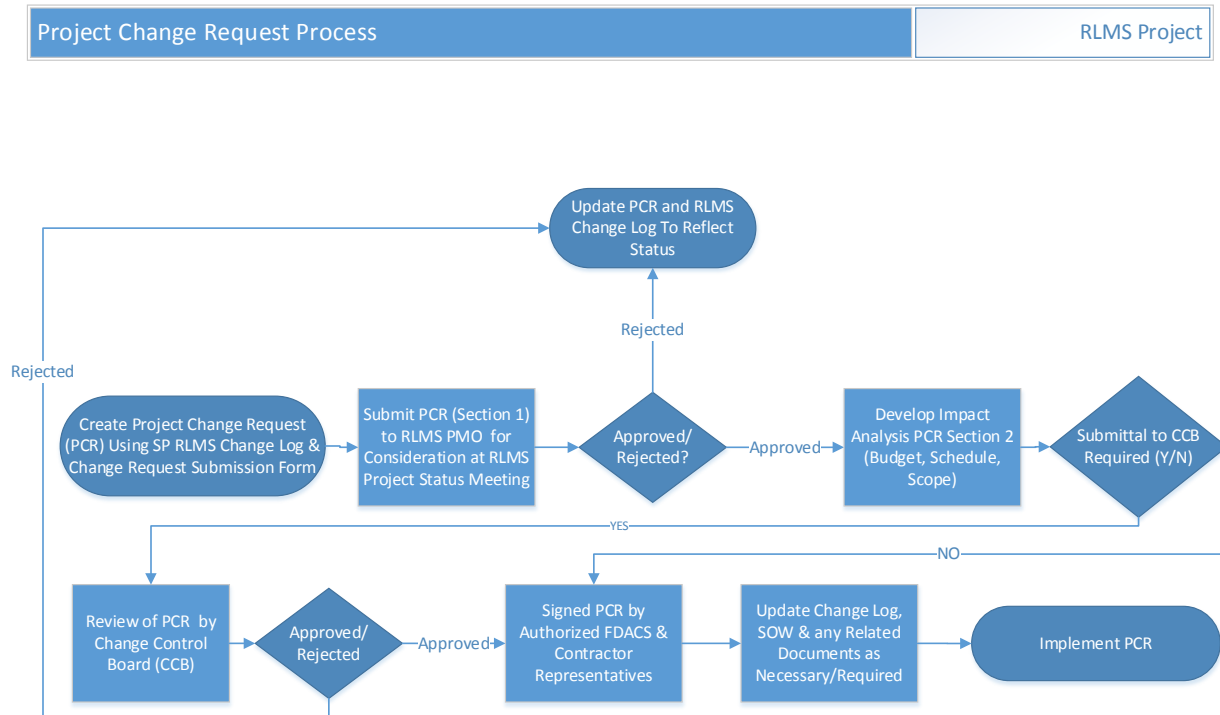 Project Change Request Process
RLMS Project
Update PCR and RLMS
Change Log To Reflect
Status
Rejected
Rejected
Create Project Change Request
(PCR) Using SP RLMS Change Log &
Change Request Submission Form
Submit PCR (Section 1)
to RLMS PMO for
Consideration at RLMS
Project Status Meeting
Approved/
Rejected?
Approved
Develop Impact
Analysis PCR Section 2
(Budget, Schedule,
Scope)
Submittal to CCB
Required (Y/N)
YES
NO
Review of PCR by
Change Control
Board (CCB)
Approved/
Rejected
Approved
Signed PCR by
Authorized FDACS &
Contractor
Representatives
Update Change Log,
SOW & any Related
Documents as
Necessary/Required
Implement PCR